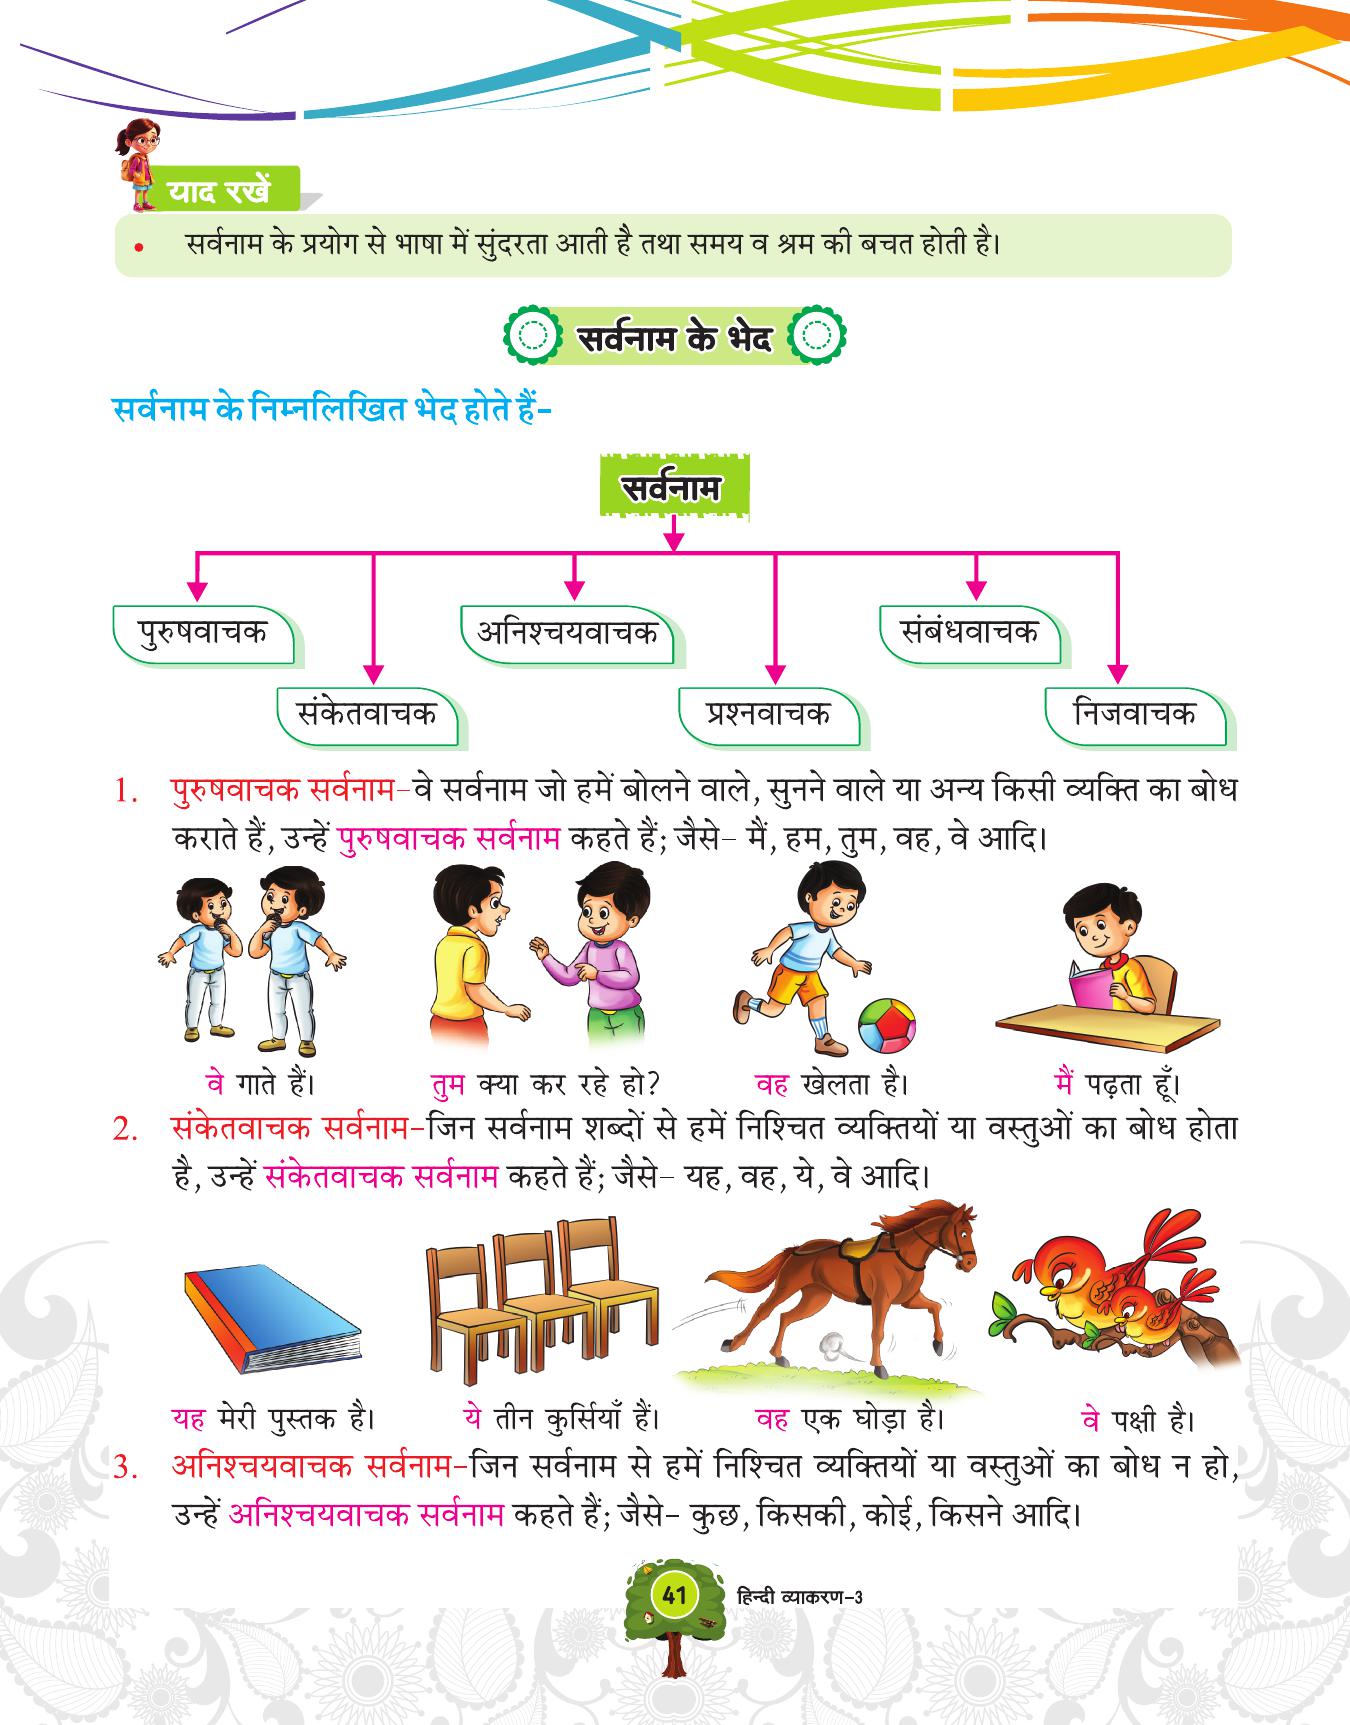 याद रखें
• सर्वनाम के प्रयोग से भाषा में सुंदरता आती है तथा समय व श्रम की बचत होती है।
सर्वनाम के भेद
सर्वनाम के निम्नलिखित भेद होते हैं-
सर्वनाम
पुरुषवाचक अनिश्चयवाचक संबंधवाचक
संकेतवाचक प्रश्नवाचक निजवाचक
1. पुरुषवाचक सर्वनाम-वे सर्वनाम जो हमें बोलने वाले, सुनने वाले या अन्य किसी व्यक्ति का बोध
कराते हैं, उन्हें पुरुषवाचक सर्वनाम कहते हैं; जैसे- मैं, हम, तुम, वह, वे आदि।
वे गाते हैं। तुम क्या कर रहे हो? वह खेलता है। मैं पढ़ता हूँ।
2. संकेतवाचक सर्वनाम-जिन सर्वनाम शब्दों से हमें निश्चित व्यक्तियों या वस्तुओं का बोध होता
है, उन्हें संकेतवाचक सर्वनाम कहते हैं; जैसे- यह, वह, ये, वे आदि।
यह मेरी पुस्तक है। ये तीन कुर्सियाँ हैं। वह एक घोड़ा है। वे पक्षी है।
3. अनिश्चयवाचक सर्वनाम-जिन सर्वनाम से हमें निश्चित व्यक्तियों या वस्तुओं का बोध न हो,
उन्हें अनिश्चयवाचक सर्वनाम कहते हैं; जैसे- कुछ, किसकी, कोई, किसने आदि।
41 हिन्दी व्याकरण-3